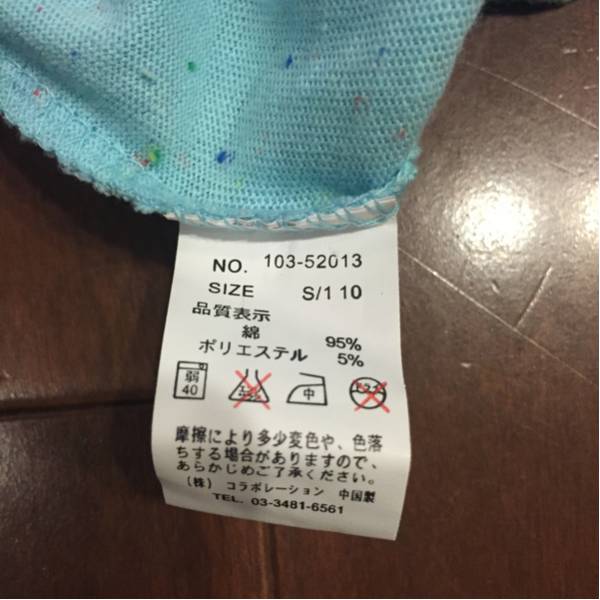 NO. 103-52013
SIZE S/110
品質表示
綿 95%
ポリエステル 5%
弱 40 中
摩擦により多少変色や、色落
ちする場合がありますので、
あらかじめご了承ください。
(株) コラボレーション 中国製
TEL. 03-3481-6561